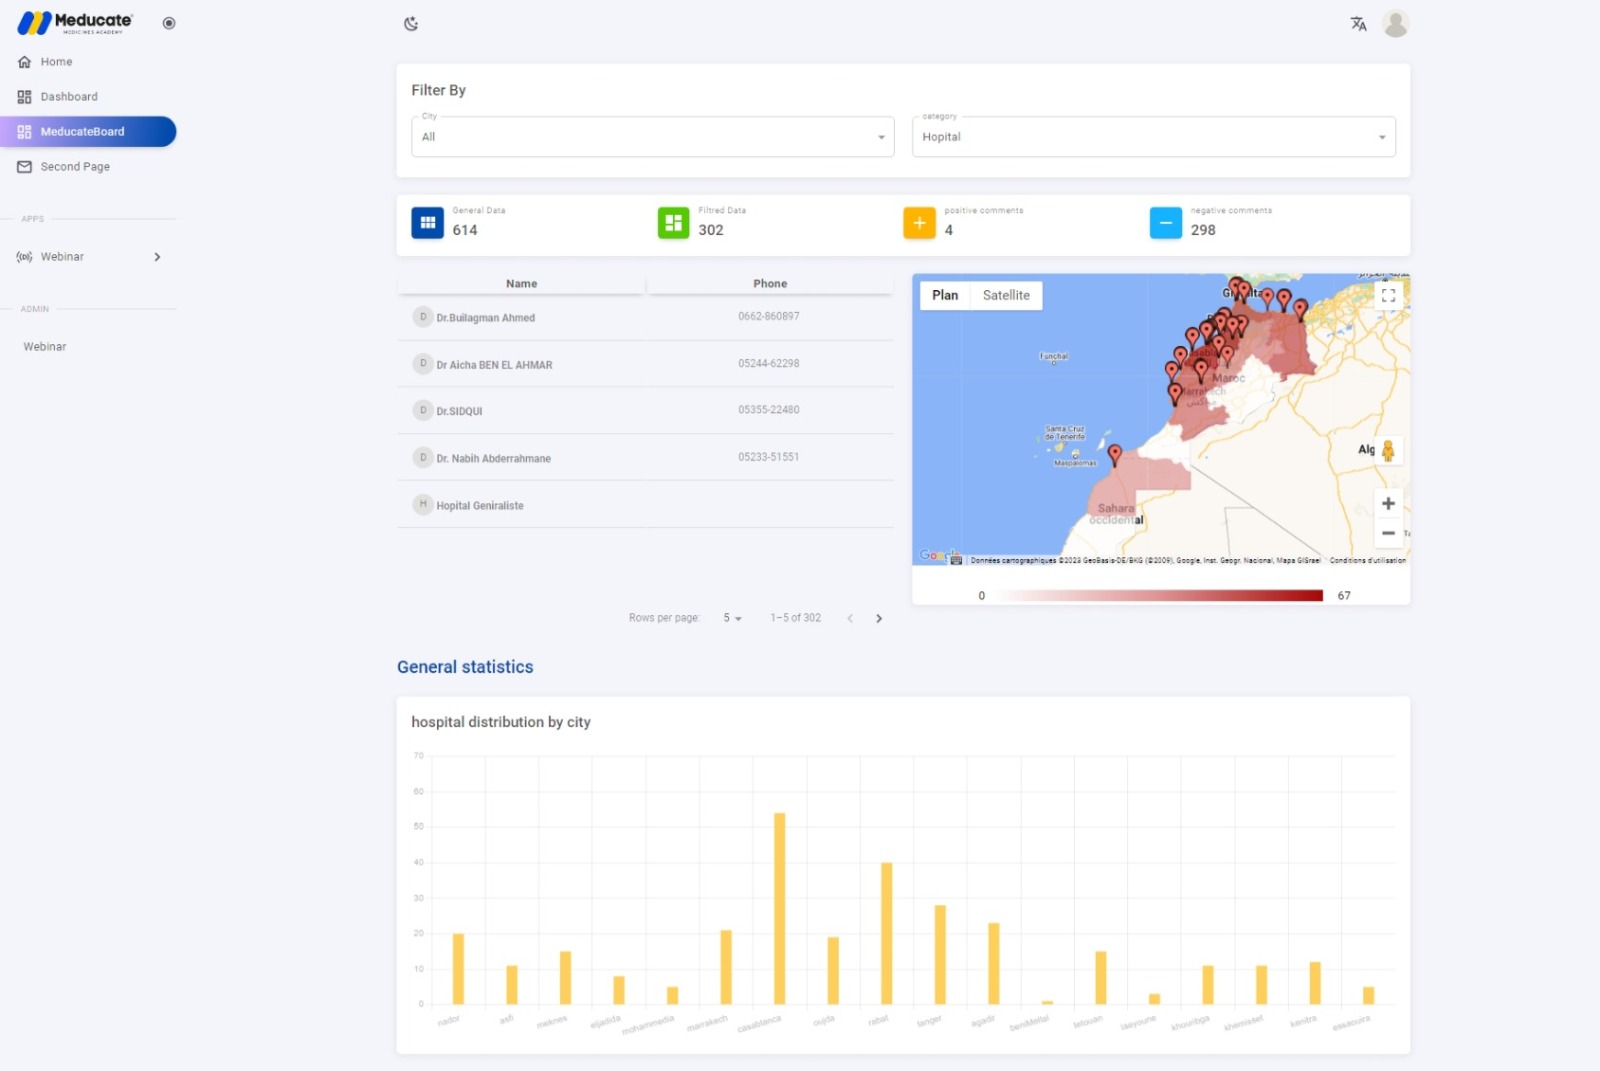 Meducate
MEDICINES ACADEMY
Home
Dashboard
MeducateBoard
Second Page
APPS
Webinar
ADMIN
Webinar
Filter By
City
All
category
Hopital
General Data
614
Filtred Data
302
positive comments
4
negative comments
298
Name Phone
D Dr.Builagman Ahmed 0662-860897
D Dr Aicha BEN EL AHMAR 05244-62298
D Dr.SIDQUI 05355-22480
D Dr. Nabih Abderrahmane 05233-51551
H Hopital Geniraliste
Rows per page: 5 1–5 of 302
Plan Satellite
Funchal
Maroc
Marrakech
مراكش
Santa Cruz
de Tenerife
Maspalomas
Alg
Sahara
occidental
Google
Données cartographiques ©2023 GeoBasis-DE/BKG (©2009), Google, Inst. Geogr. Nacional, Mapa GISrael
Conditions d'utilisation
0 67
General statistics
hospital distribution by city
70
60
50
40
30
20
10
0
nador asfi meknes eljadida mohammedia marrakech casablanca oujda rabat tanger agadir beniMellal tetouan laayoune khouribga khemisset kenitra essaouira